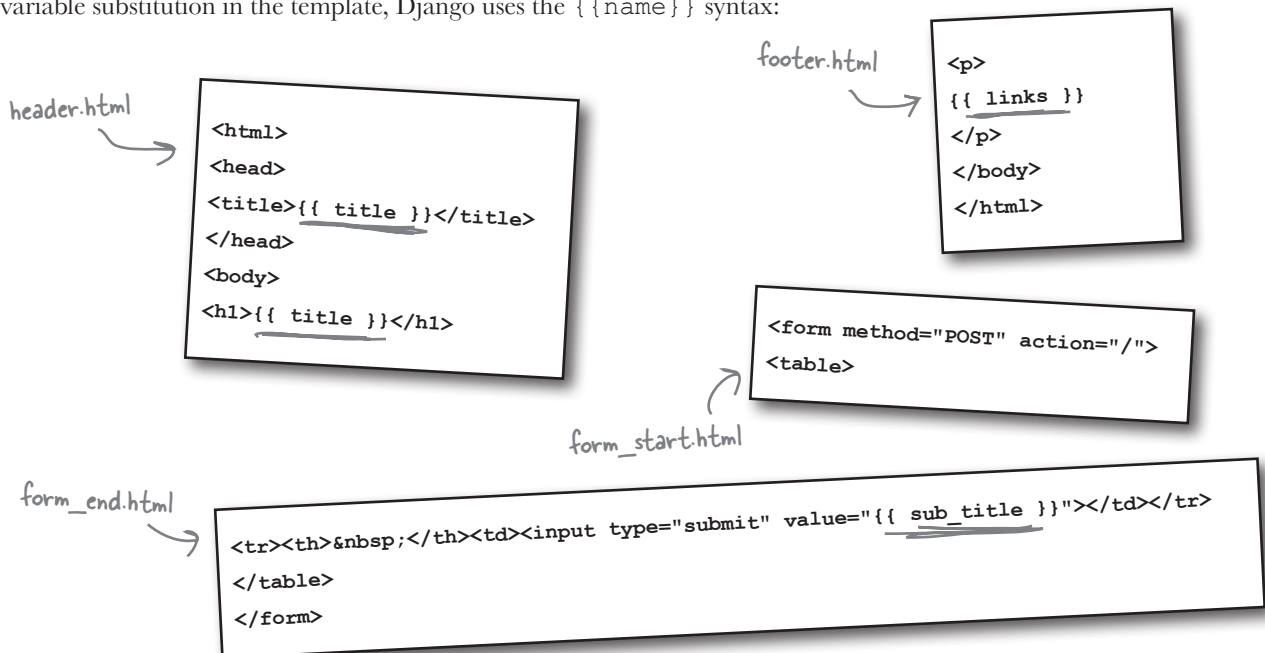 variable substitution in the template, Django uses the {{name}} syntax:
header.html
<html>
<head>
<title>{{ title }}</title>
</head>
<body>
<h1>{{ title }}</h1>
footer.html
<p>
{{ links }}
</p>
</body>
</html>
form_start.html
<form method="POST" action="/">
<table>
form_end.html
<tr><th>&nbsp;</th><td><input type="submit" value="{{ sub_title }}"></td></tr>
</table>
</form>